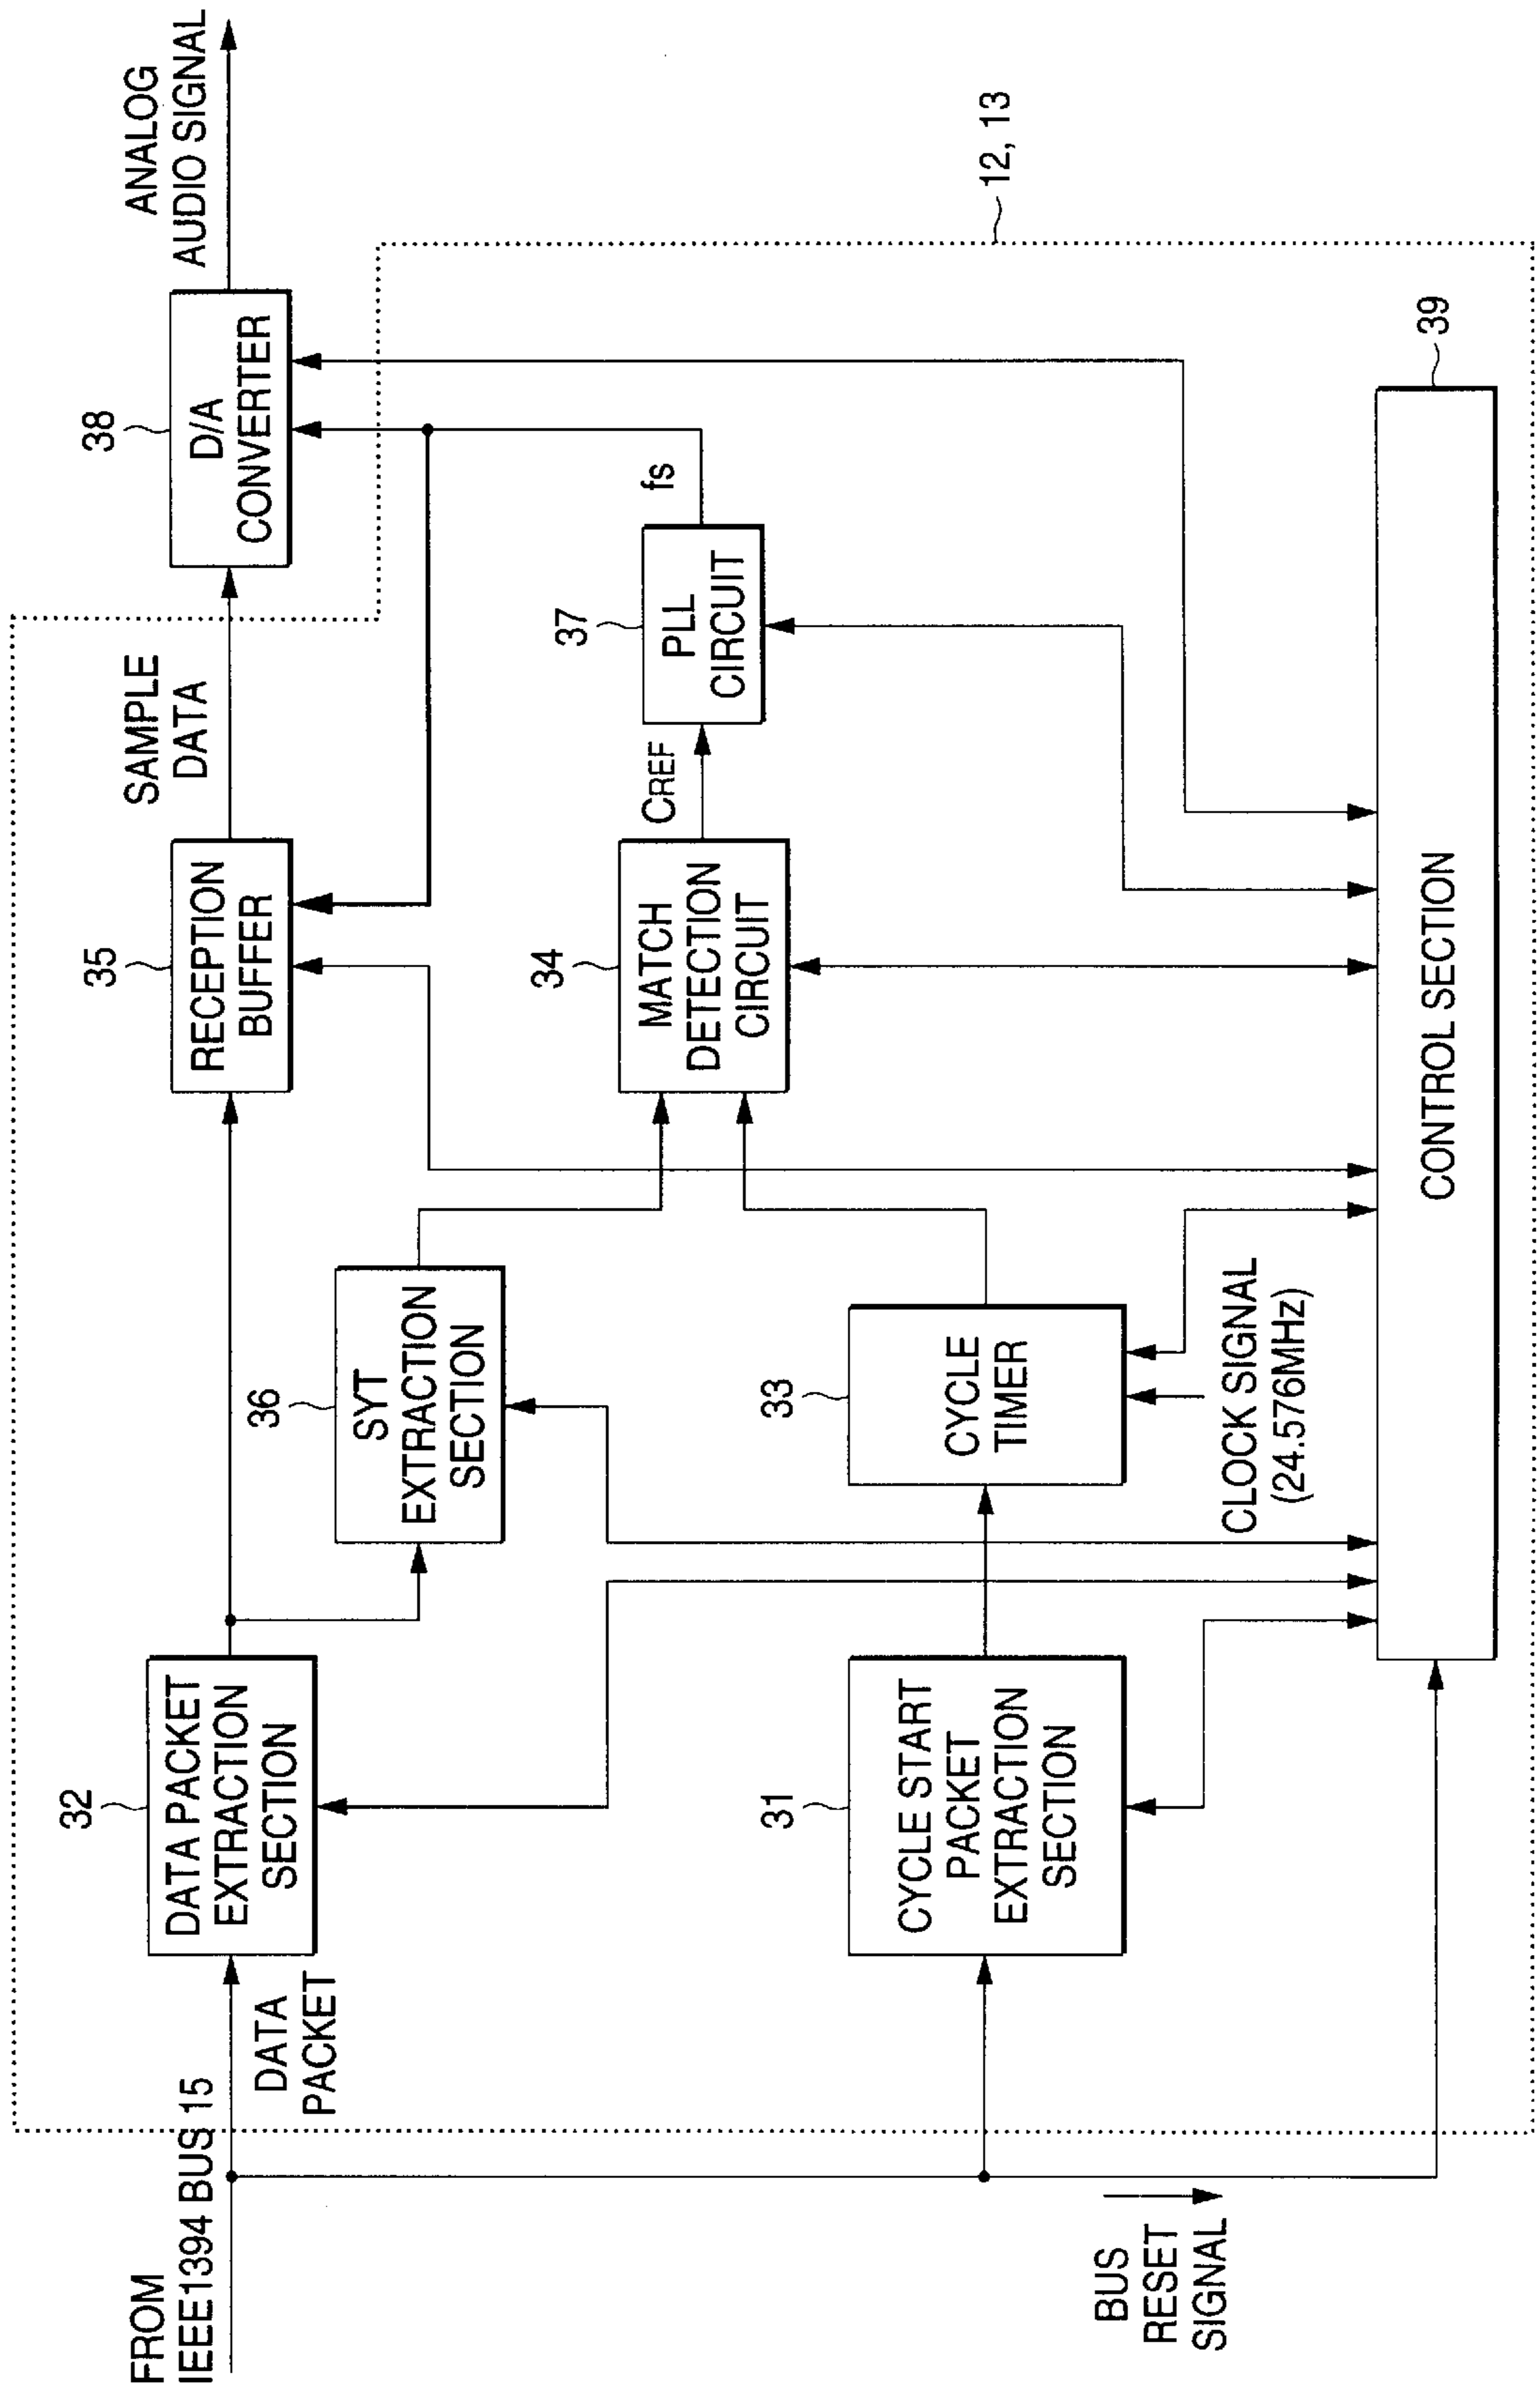 FROM
IEEE1394 BUS 15
DATA
PACKET
32
DATA PACKET
EXTRACTION
SECTION
36
SYT
EXTRACTION
SECTION
35
RECEPTION
BUFFER
SAMPLE
DATA
38
D/A
CONVERTER
ANALOG
AUDIO SIGNAL
34
MATCH
DETECTION
CIRCUIT
CREF
37
PLL
CIRCUIT
fs
12, 13
31
CYCLE START
PACKET
EXTRACTION
SECTION
33
CYCLE
TIMER
CLOCK SIGNAL
(24.576MHz)
BUS
RESET
SIGNAL
CONTROL SECTION
39